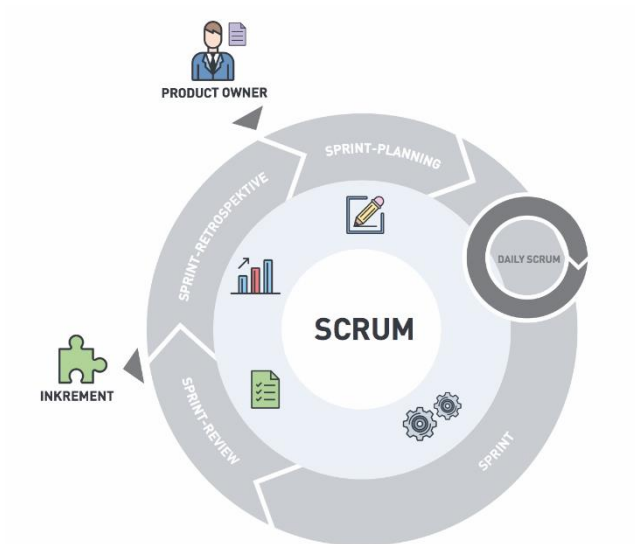 PRODUCT OWNER
SPRINT-PLANNING
SPRINT-RETROSPEKTIVE
DAILY SCRUM
SCRUM
INKREMENT
SPRINT-REVIEW
SPRINT